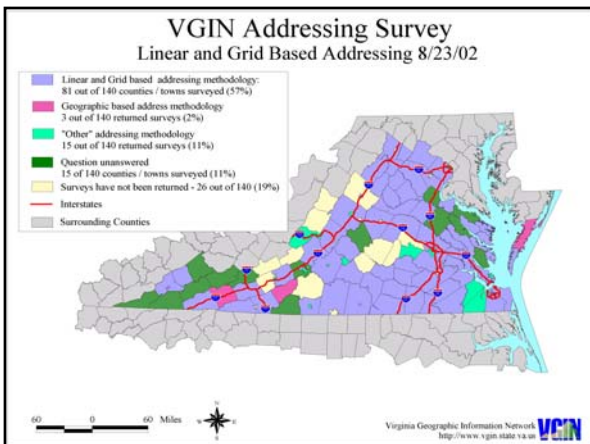 VGIN Addressing Survey
Linear and Grid Based Addressing 8/23/02
Linear and Grid based addressing methodology:
81 out of 140 counties / towns surveyed (57%)
Geographic based address methodology
3 out of 140 returned surveys (2%)
"Other" addressing methodology
15 out of 140 returned surveys (11%)
Question unanswered
15 of 140 counties / towns surveyed (11%)
Surveys have not been returned - 26 out of 140 (19%)
Interstates
Surrounding Counties
60 0 60 Miles
N
W E
S
Virginia Geographic Information Network
http://www.vgin.state.va.us
VGIN